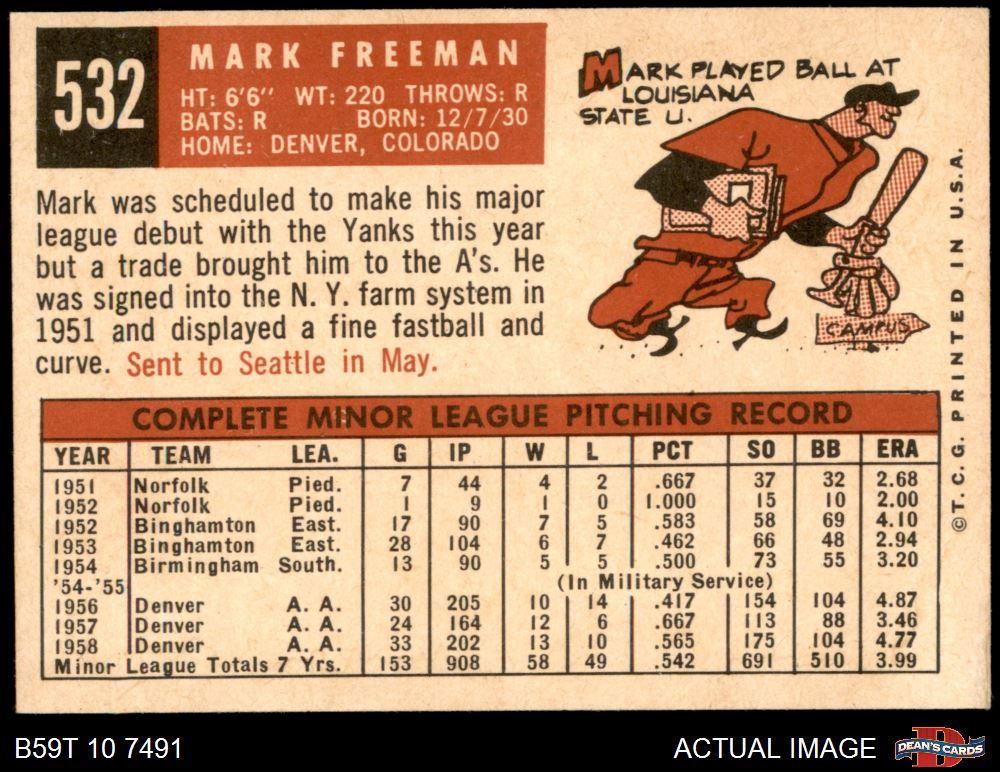 532
MARK FREEMAN
HT: 6'6" WT: 220 THROWS: R
BATS: R BORN: 12/7/30
HOME: DENVER, COLORADO
MARK PLAYED BALL AT
LOUISIANA
STATE U.
CAMPUS
Mark was scheduled to make his major
league debut with the Yanks this year
but a trade brought him to the A's. He
was signed into the N. Y. farm system in
1951 and displayed a fine fastball and
curve. Sent to Seattle in May.
COMPLETE MINOR LEAGUE PITCHING RECORD
YEAR TEAM LEA. G IP W L PCT SO BB ERA
1951 Norfolk Pied. 7 44 4 2 .667 37 32 2.68
1952 Norfolk Pied. 1 9 1 0 1.000 15 10 2.00
1952 Binghamton East. 17 90 7 5 .583 58 69 4.10
1953 Binghamton East. 28 104 6 7 .462 66 48 2.94
1954 Birmingham South. 13 90 5 5 .500 73 55 3.20
'54-'55 (In Military Service)
1956 Denver A. A. 30 205 10 14 .417 154 104 4.87
1957 Denver A. A. 24 164 12 6 .667 113 88 3.46
1958 Denver A. A. 33 202 13 10 .565 175 104 4.77
Minor League Totals 7 Yrs. 153 908 58 49 .542 691 510 3.99
©T. C. G. PRINTED IN U.S.A.
B59T 10 7491
ACTUAL IMAGE
D
DEAN'S CARDS